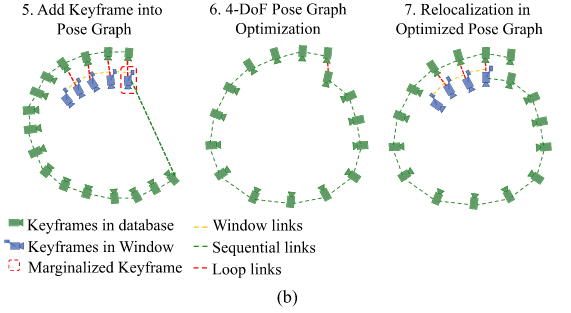 5. Add Keyframe into
Pose Graph
6. 4-DoF Pose Graph
Optimization
7. Relocalization in
Optimized Pose Graph
Keyframes in database
Window links
Keyframes in Window
Sequential links
Marginalized Keyframe
Loop links
(b)